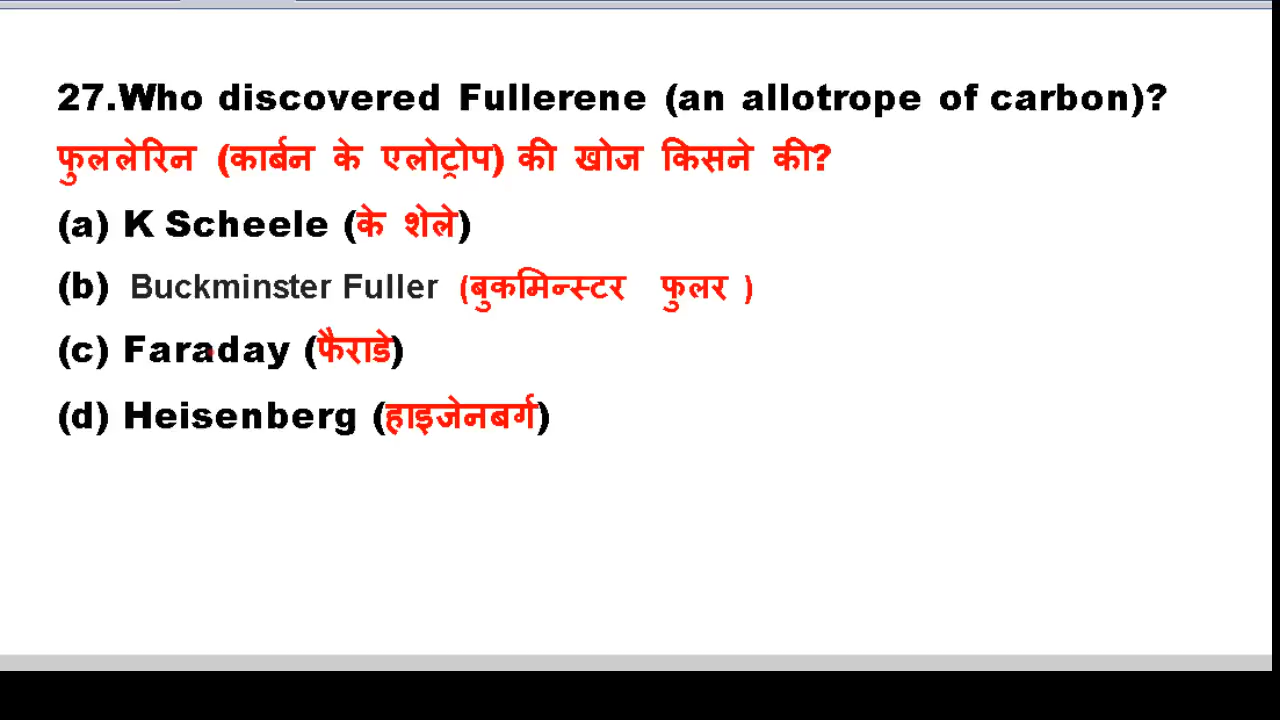 27.Who discovered Fullerene (an allotrope of carbon)?
फुललेरिन (कार्बन के एलोट्रोप) की खोज किसने की?
(a) K Scheele (के शेले)
(b) Buckminster Fuller (बुकमिन्स्टर फुलर )
(c) Faraday (फैराडे)
(d) Heisenberg (हाइजेनबर्ग)